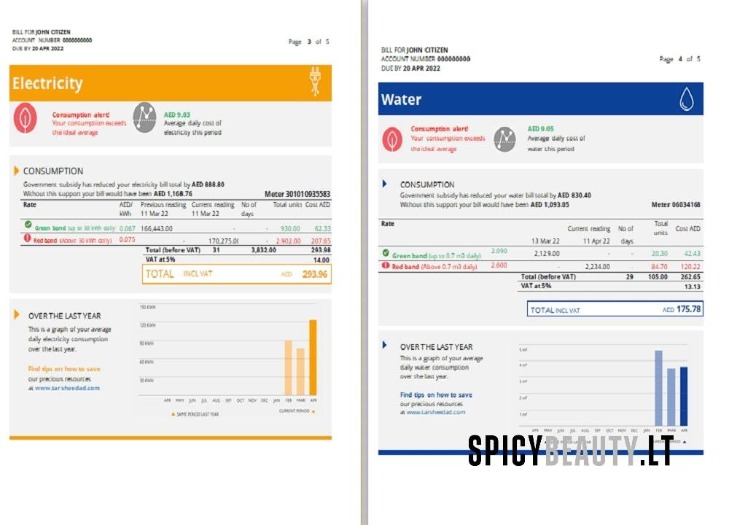 BILL FOR JOHN CITIZEN
ACCOUNT NUMBER 0000000000
DUE BY 20 APR 2022
Page 3 of 5
Electricity
Consumption alert!
Your consumption exceeds
the ideal average
AED 9.03
Average daily cost of
electricity this period
CONSUMPTION
Government subsidy has reduced your electricity bill total by AED 888.80
Without this support your bill would have been AED 1,168.76
Meter 301010935583
Rate AED/ kWh Previous reading 11 Mar 22 Current reading 11 Mar 22 No of days Total units Cost AED
Green band (up to 30 kWh daily) 0.067 166,443.00 - - 930.00 62.33
Red band (Above 30 kWh daily) 0.075 - 170,275.0( - 2,902.00 207.65
Total (before VAT) 31 3,832.00 293.98
VAT at 5% 14.00
TOTAL INCL VAT AED 293.96
OVER THE LAST YEAR
This is a graph of your average
daily electricity consumption
over the last year.
Find tips on how to save
our precious resources
at www.tarsheedad.com
150 KWH
120 KWH
90 KWH
60 KWH
30 KWH
APR MAY JUN JUL AUG SEP OCT NOV DEC JAN FEB MAR APR
SAME PERIOD LAST YEAR
CURRENT PERIOD
BILL FOR JOHN CITIZEN
ACCOUNT NUMBER 0000000000
DUE BY 20 APR 2022
Page 4 of 5
Water
Consumption alert!
Your consumption exceeds
the ideal average
AED 9.05
Average daily cost of
water this period
CONSUMPTION
Government subsidy has reduced your water bill total by AED 830.40
Without this support your bill would have been AED 1,093.05
Meter 06034168
Rate 13 Mar 22 Current reading 11 Apr 22 No of days Total units Cost AED
Green band (up to 0.7 m3 daily) 2.090 2,129.00 - - 20.30 42.43
Red band (Above 0.7 m3 daily) 2.600 - 2,234.00 - 84.70 120.22
Total (before VAT) 29 105.00 262.65
VAT at 5% 13.13
TOTAL INCL VAT AED 175.78
OVER THE LAST YEAR
This is a graph of your average
daily water consumption
over the last year.
Find tips on how to save
our precious resources
at www.tarsheedad.com
5 m³
4 m³
3 m³
2 m³
1 m³
APR MAY JUN JUL AUG SEP OCT NOV DEC JAN FEB MAR APR
SPICYBEAUTY.LT